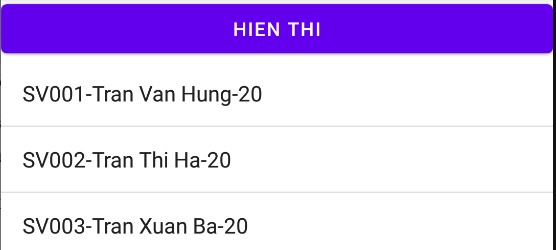 HIEN THI
SV001-Tran Van Hung-20
SV002-Tran Thi Ha-20
SV003-Tran Xuan Ba-20